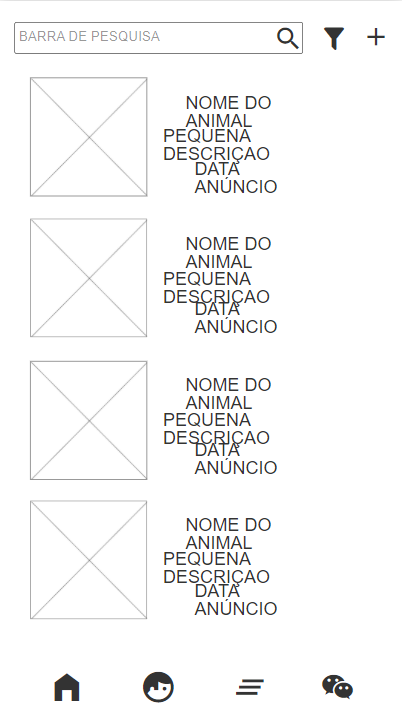 BARRA DE PESQUISA
NOME DO
ANIMAL
PEQUENA
DESCRIÇAO
DATA
ANÚNCIO
NOME DO
ANIMAL
PEQUENA
DESCRIÇAO
DATA
ANÚNCIO
NOME DO
ANIMAL
PEQUENA
DESCRIÇAO
DATA
ANÚNCIO
NOME DO
ANIMAL
PEQUENA
DESCRIÇAO
DATA
ANÚNCIO